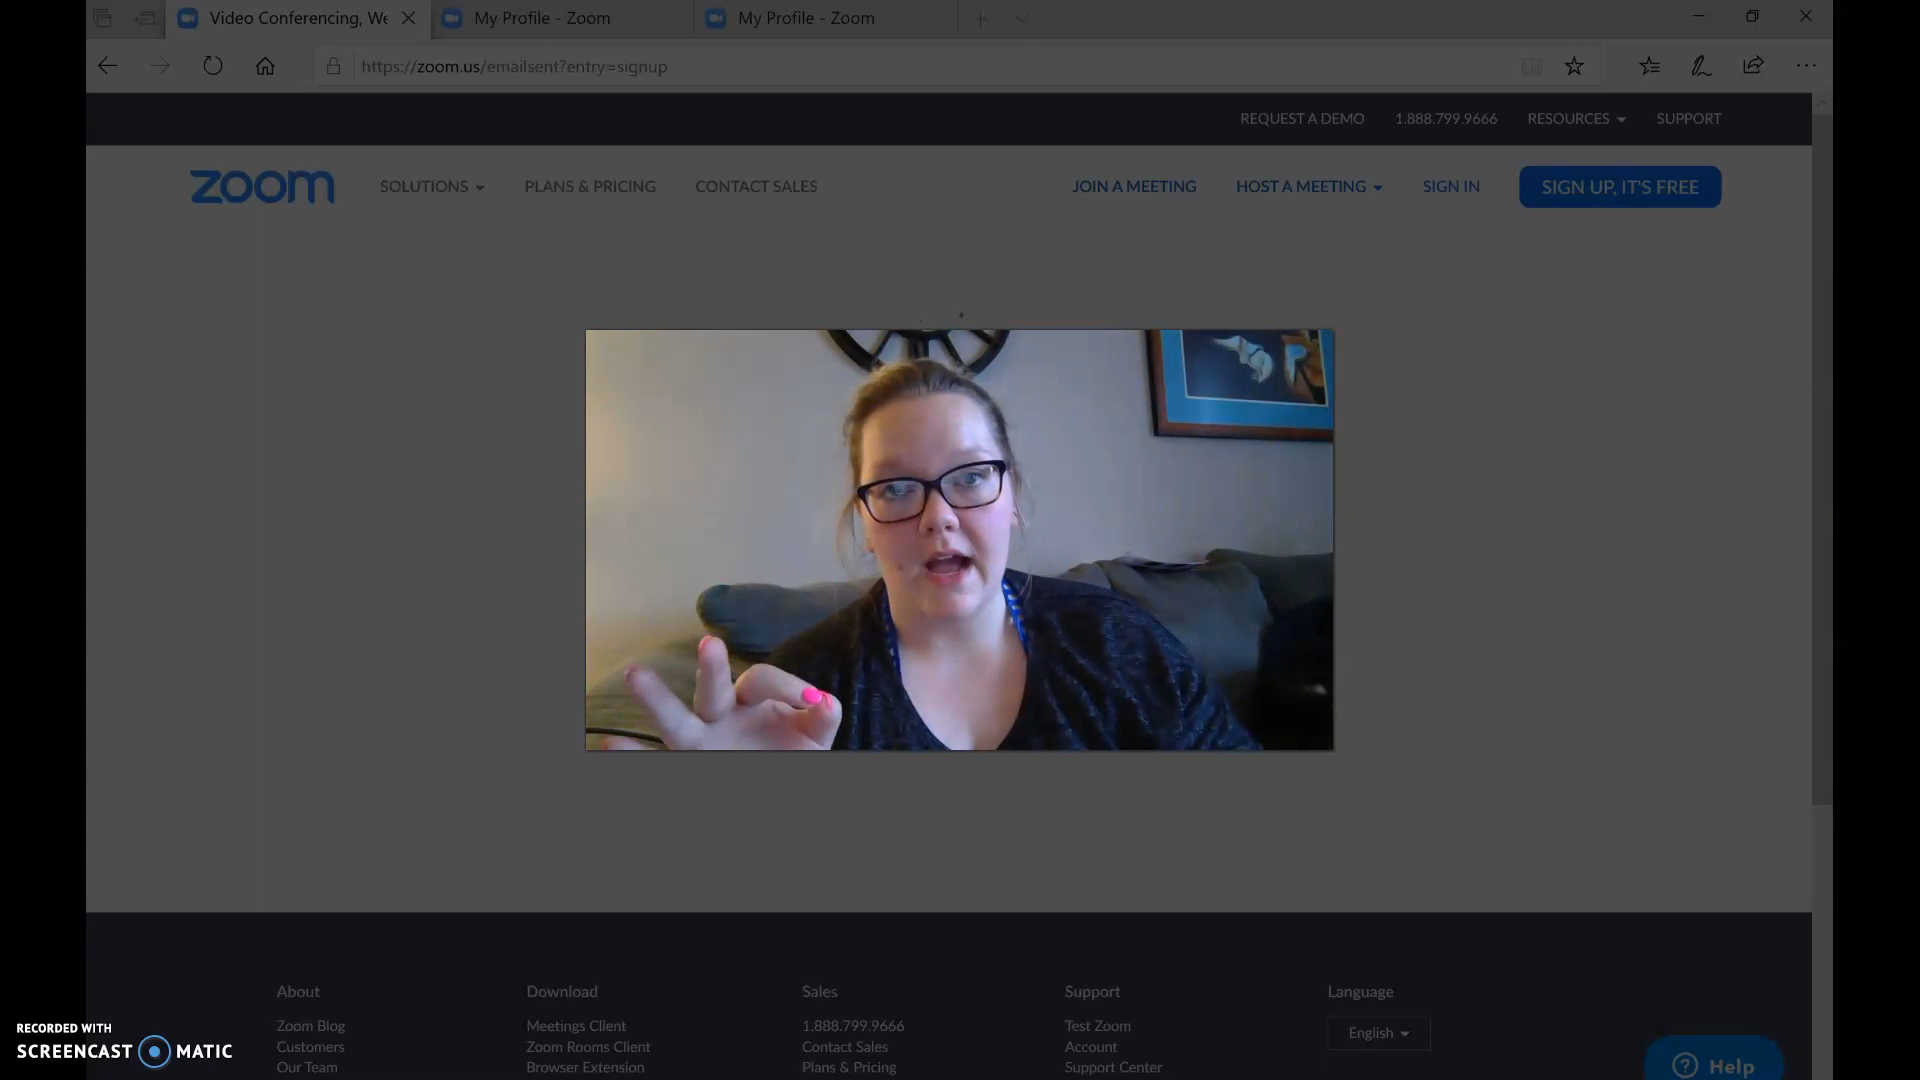 Video Conferencing, We
My Profile - Zoom
My Profile - Zoom
https://zoom.us/emailsent?entry=signup
REQUEST A DEMO 1.888.799.9666 RESOURCES SUPPORT
zoom SOLUTIONS PLANS & PRICING CONTACT SALES JOIN A MEETING HOST A MEETING SIGN IN SIGN UP, IT'S FREE
About Download Sales Support Language
Zoom Blog Meetings Client 1.888.799.9666 Test Zoom English
Customers Zoom Rooms Client Contact Sales Account
Our Team Browser Extension Plans & Pricing Support Center
Help
RECORDED WITH
SCREENCAST MATIC